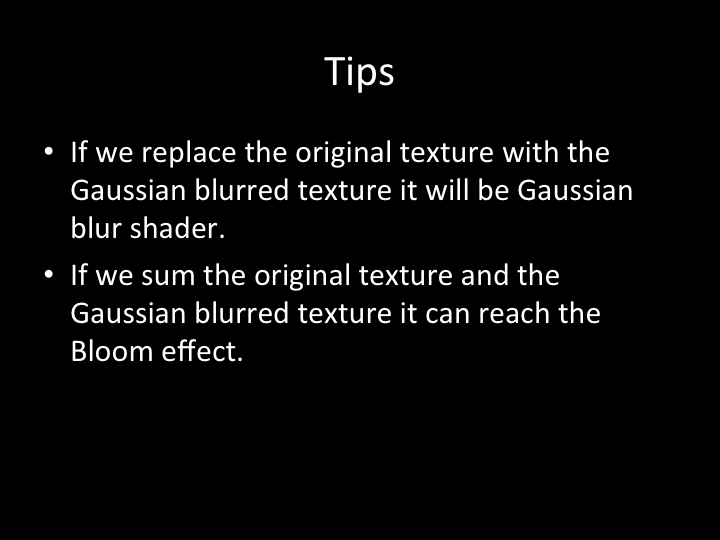 Tips
• If we replace the original texture with the
Gaussian blurred texture it will be Gaussian
blur shader.
• If we sum the original texture and the
Gaussian blurred texture it can reach the
Bloom effect.